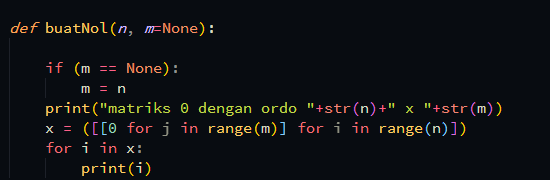 def buatNol(n, m=None):
    if (m == None):
        m = n
    print("matriks 0 dengan ordo "+str(n)+" x "+str(m))
    x = ([[0 for j in range(m)] for i in range(n)])
    for i in x:
        print(i)